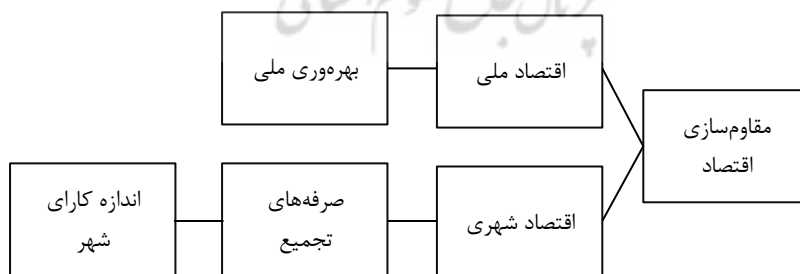 مقاوم‌سازی
اقتصاد
اقتصاد ملی
بهره‌وری ملی
اقتصاد شهری
صرفه‌های
تجمیع
اندازه کارای
شهر